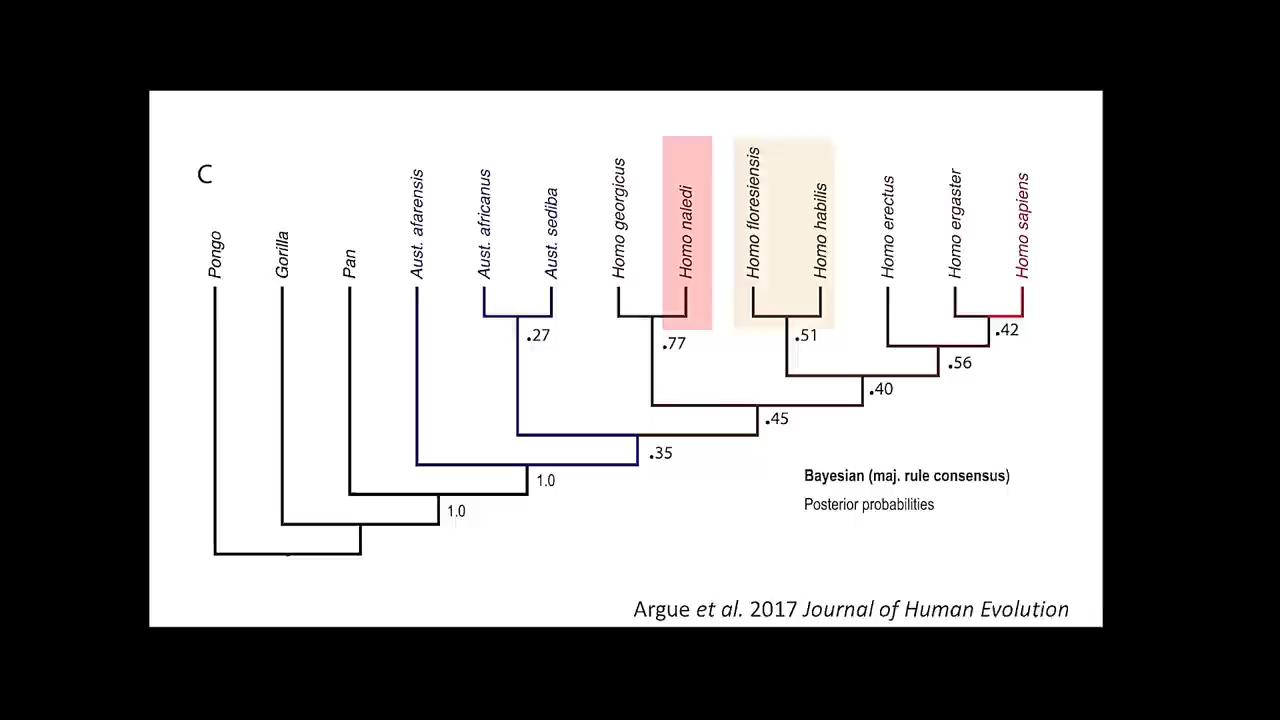 C
Pongo
Gorilla
Pan
Aust. afarensis
Aust. africanus
Aust. sediba
Homo georgicus
Homo naledi
Homo floresiensis
Homo habilis
Homo erectus
Homo ergaster
Homo sapiens
.27
.77
.51
.42
.56
.40
.45
.35
1.0
1.0
Bayesian (maj. rule consensus)
Posterior probabilities
Argue et al. 2017 Journal of Human Evolution